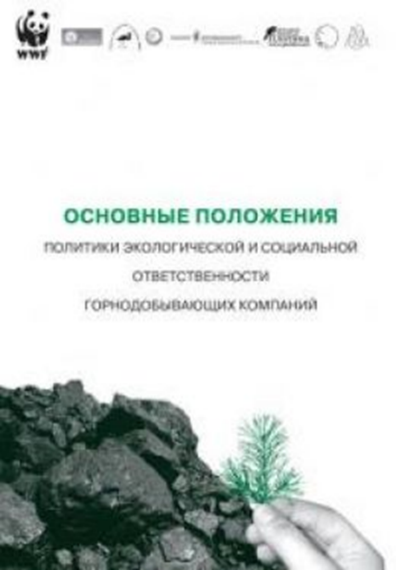 WWF
ОСНОВНЫЕ ПОЛОЖЕНИЯ
ПОЛИТИКИ ЭКОЛОГИЧЕСКОЙ И СОЦИАЛЬНОЙ
ОТВЕТСТВЕННОСТИ
ГОРНОДОБЫВАЮЩИХ КОМПАНИЙ